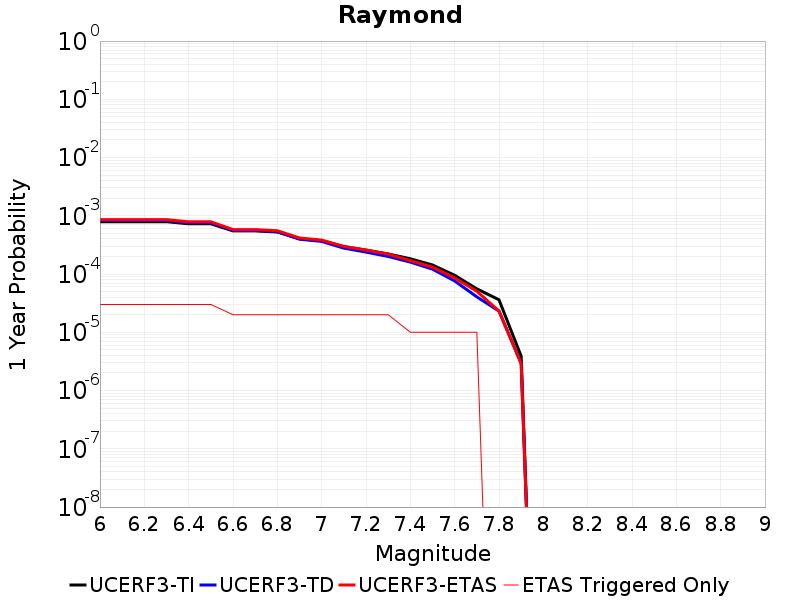 Raymond
1 Year Probability
10^0
10^-1
10^-2
10^-3
10^-4
10^-5
10^-6
10^-7
10^-8
6 6.2 6.4 6.6 6.8 7 7.2 7.4 7.6 7.8 8 8.2 8.4 8.6 8.8 9
Magnitude
UCERF3-TI UCERF3-TD UCERF3-ETAS ETAS Triggered Only